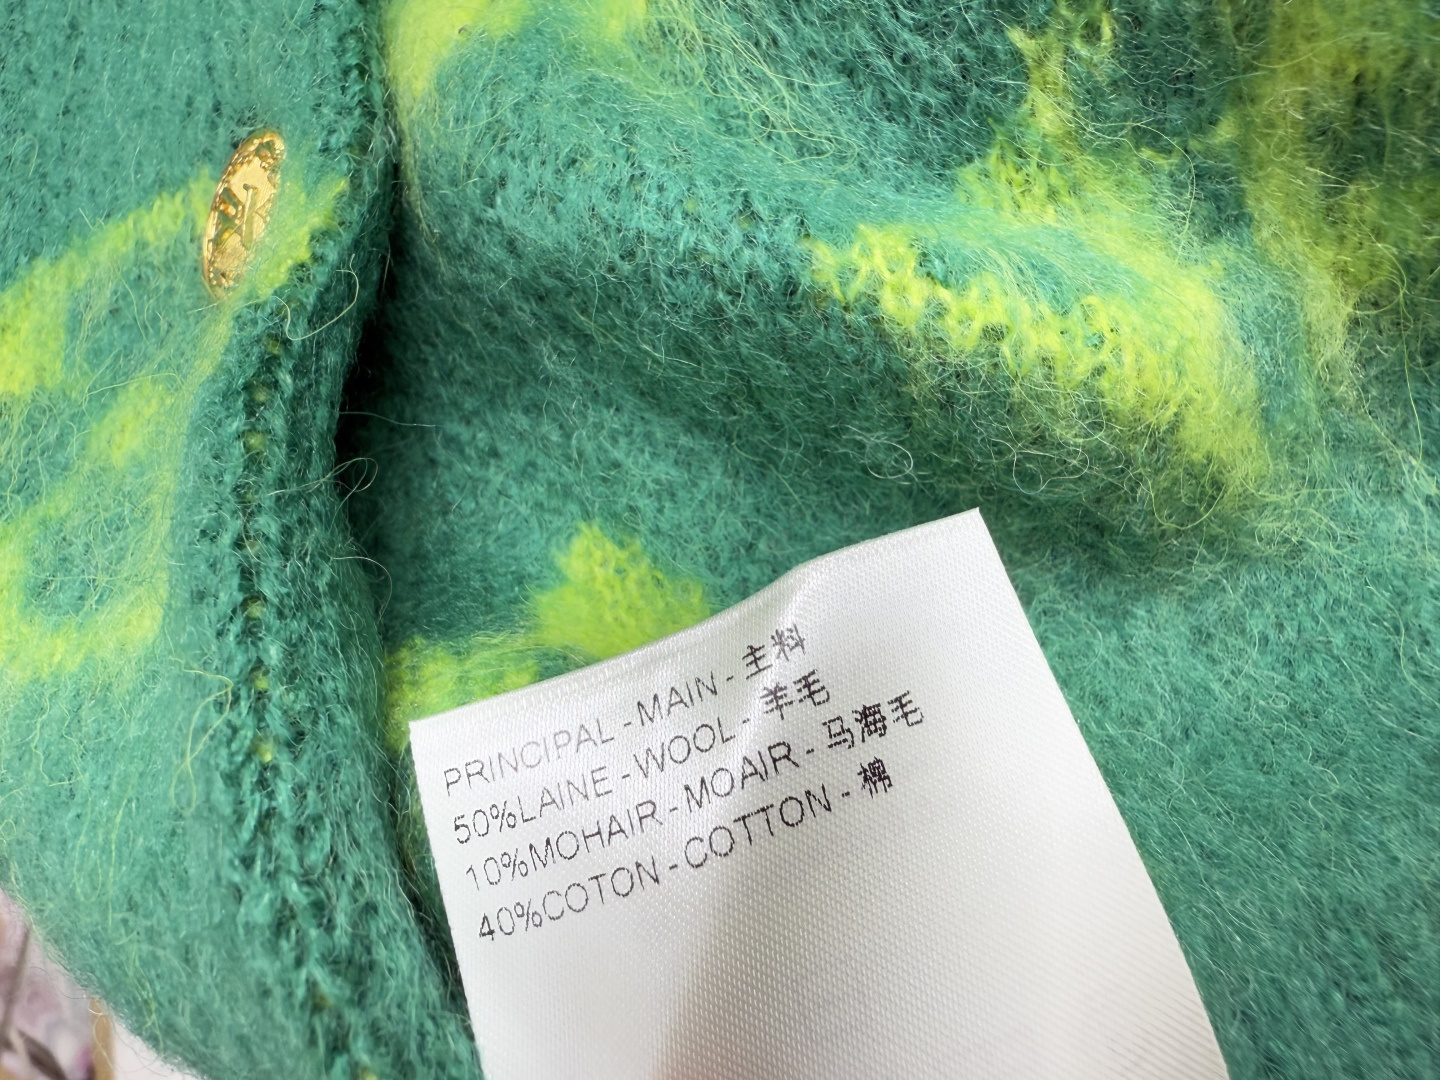 PRINCIPAL - MAIN - 主料
50%LAINE - WOOL - 羊毛
10%MOHAIR - MOAIR - 马海毛
40%COTON - COTTON - 棉